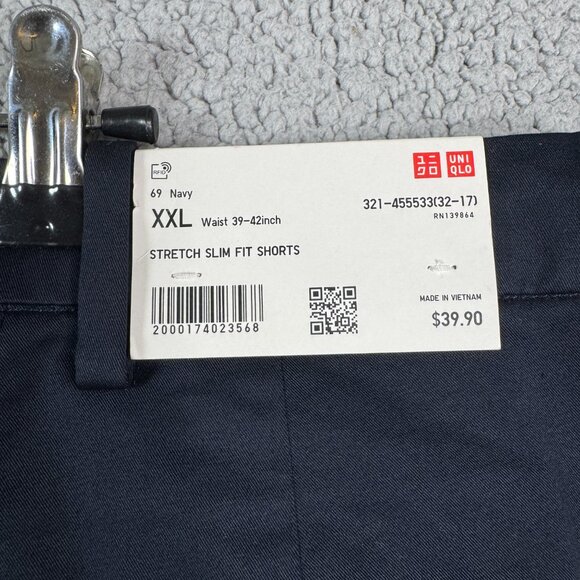 RFID
ユニ UNI
クロ QLO
69 Navy
XXL Waist 39-42inch
321-455533(32-17)
RN139864
STRETCH SLIM FIT SHORTS
2000174023568
MADE IN VIETNAM
$39.90